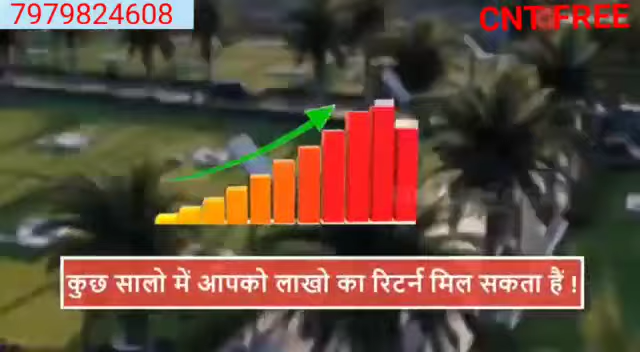 7979824608
CNT FREE
कुछ सालो में आपको लाखो का रिटर्न मिल सकता हैं !